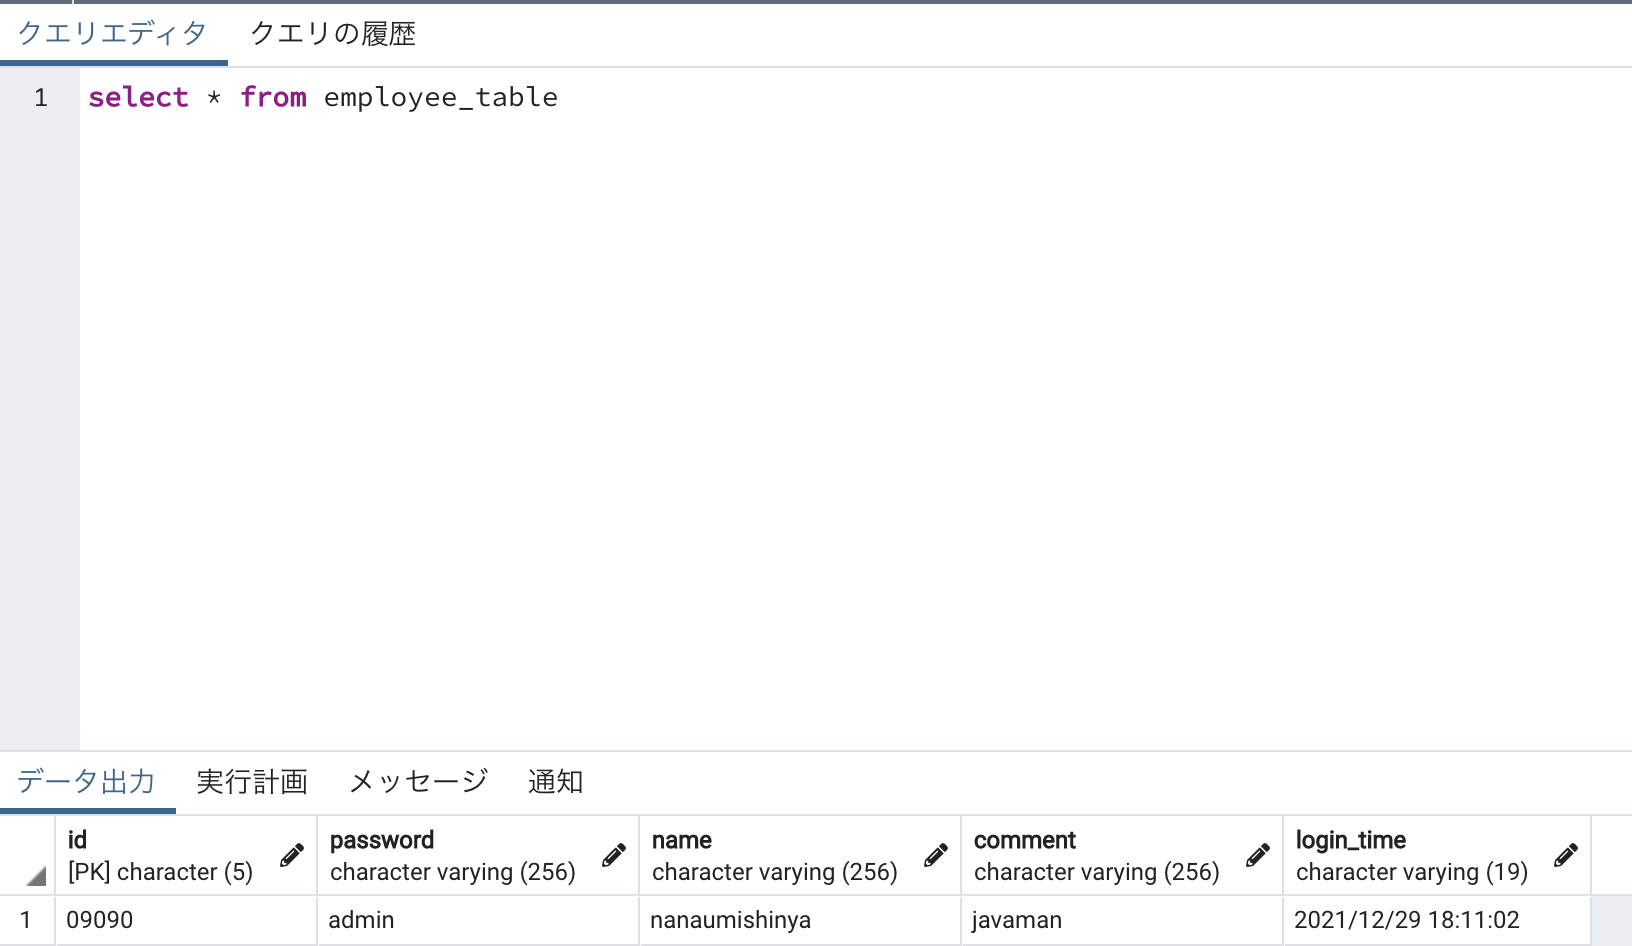 クエリエディタ クエリの履歴
1 select * from employee_table
データ出力 実行計画 メッセージ 通知
id password name comment login_time
[PK] character (5) character varying (256) character varying (256) character varying (256) character varying (19)
1 09090 admin nanaumishinya javaman 2021/12/29 18:11:02